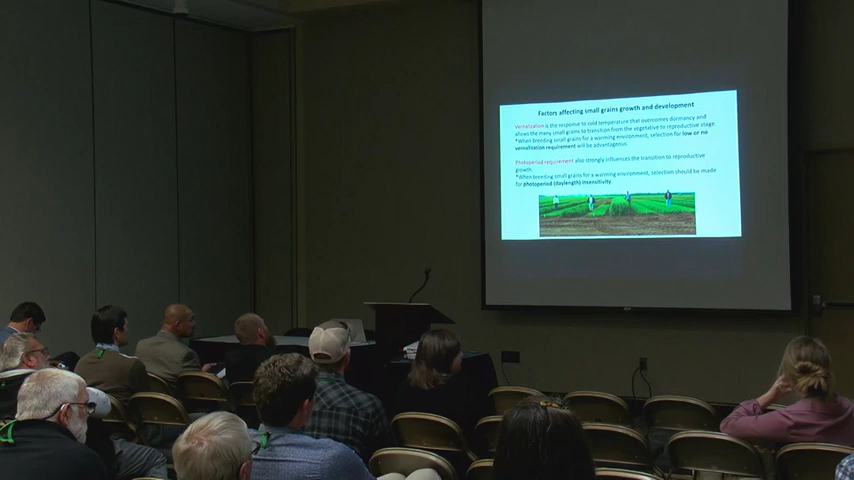 Factors affecting small grains growth and development
Vernalization is the response to cold temperature that overcomes dormancy and
allows the many small grains to transition from the vegetative to reproductive stage.
*When breeding small grains for a warming environment, selection for low or no
vernalization requirement will be advantageous.
Photoperiod requirement also strongly influences the transition to reproductive
growth.
*When breeding small grains for a warming environment, selection should be made
for photoperiod (daylength) insensitivity.